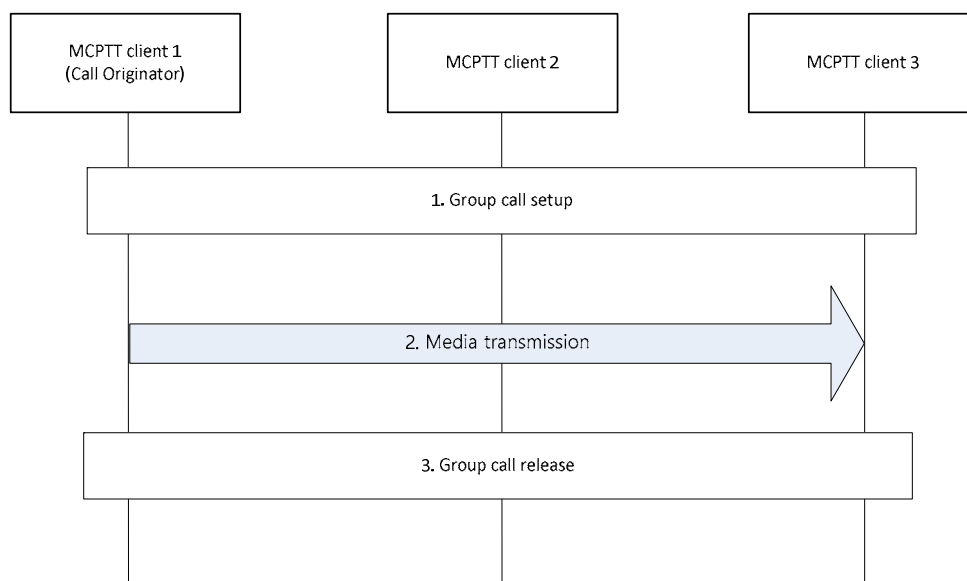 MCPTT client 1
(Call Originator)
MCPTT client 2
MCPTT client 3
1. Group call setup
2. Media transmission
3. Group call release